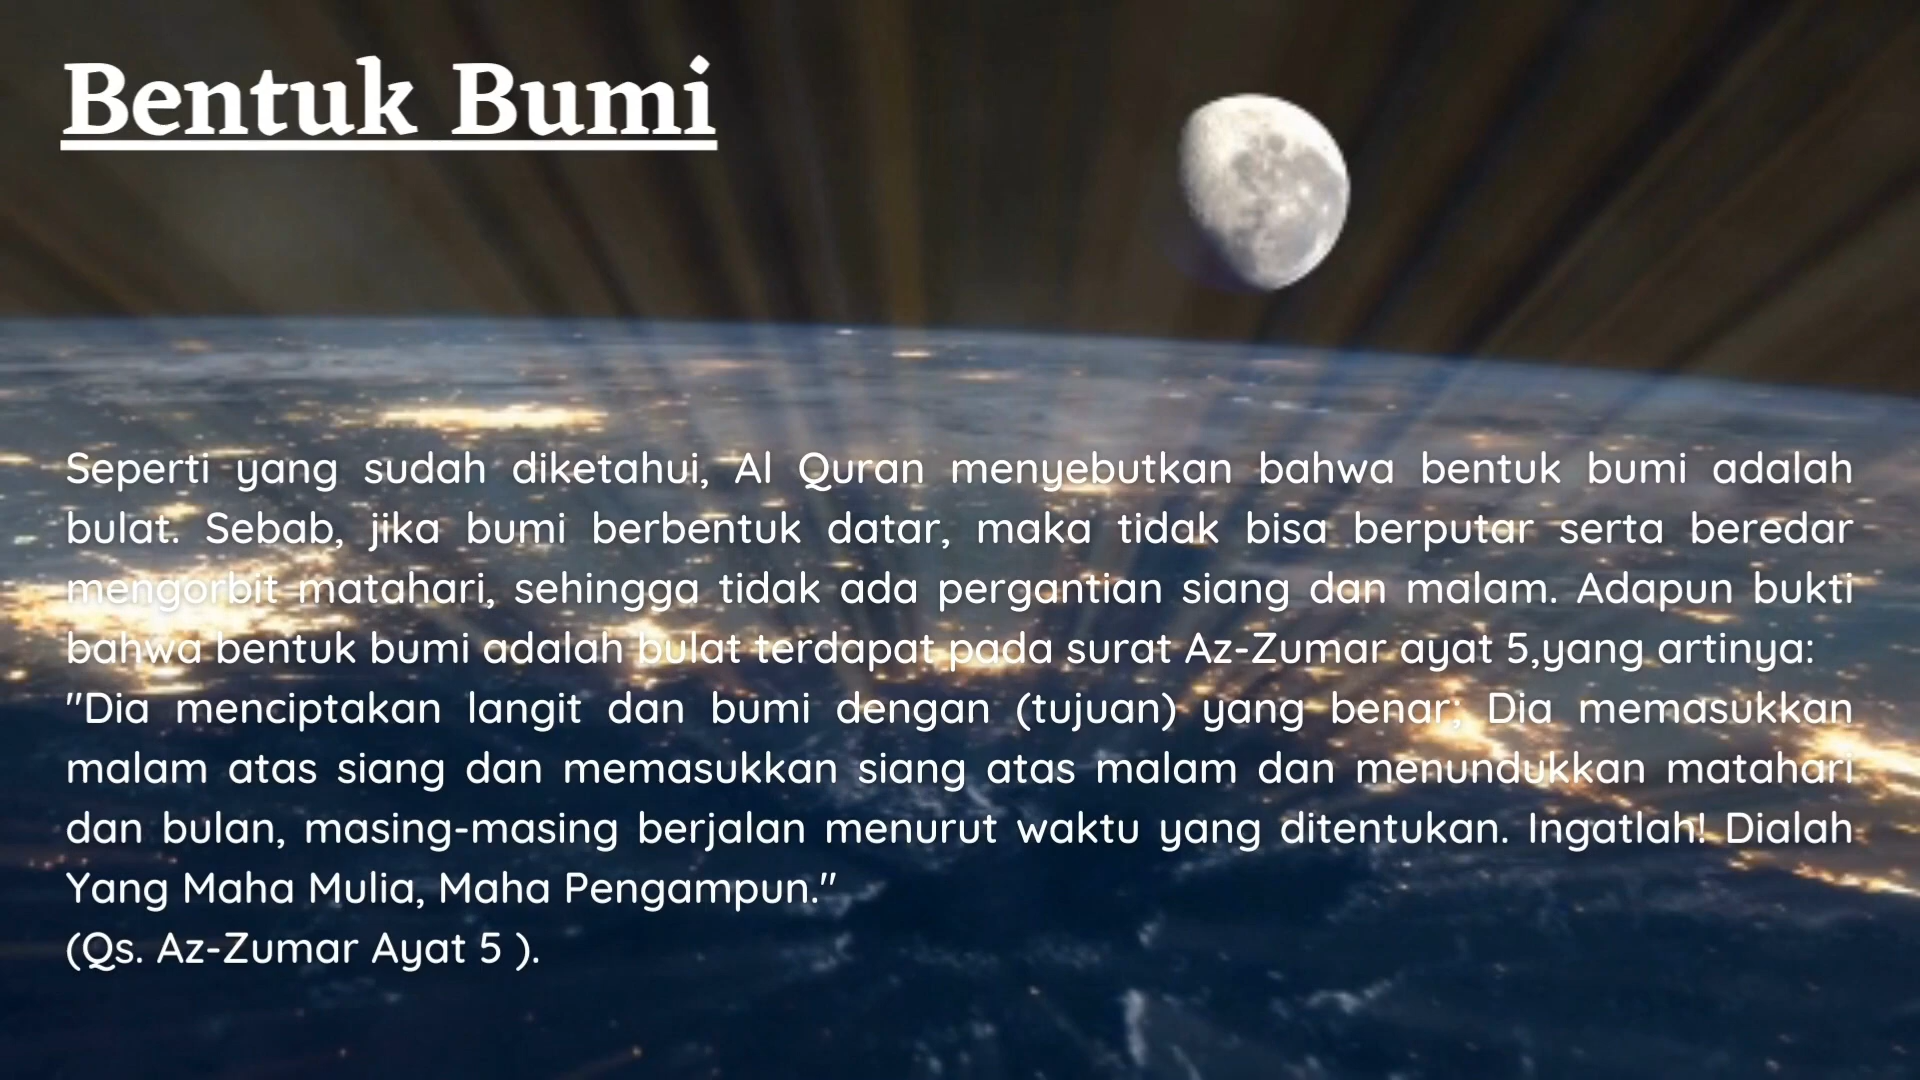 Bentuk Bumi
Seperti yang sudah diketahui, Al Quran menyebutkan bahwa bentuk bumi adalah
bulat. Sebab, jika bumi berbentuk datar, maka tidak bisa berputar serta beredar
mengorbit matahari, sehingga tidak ada pergantian siang dan malam. Adapun bukti
bahwa bentuk bumi adalah bulat terdapat pada surat Az-Zumar ayat 5,yang artinya:
"Dia menciptakan langit dan bumi dengan (tujuan) yang benar; Dia memasukkan
malam atas siang dan memasukkan siang atas malam dan menundukkan matahari
dan bulan, masing-masing berjalan menurut waktu yang ditentukan. Ingatlah! Dialah
Yang Maha Mulia, Maha Pengampun."
(Qs. Az-Zumar Ayat 5 ).